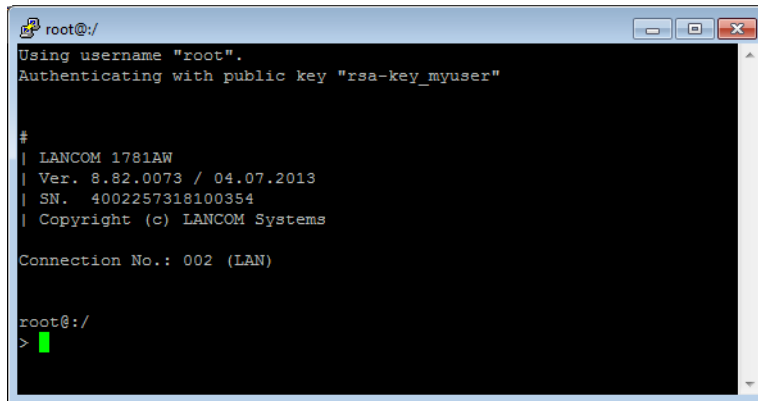 root@:/
Using username "root".
Authenticating with public key "rsa-key_myuser"
#
| LANCOM 1781AW
| Ver. 8.82.0073 / 04.07.2013
| SN.  4002257318100354
| Copyright (c) LANCOM Systems
Connection No.: 002 (LAN)
root@:/
>